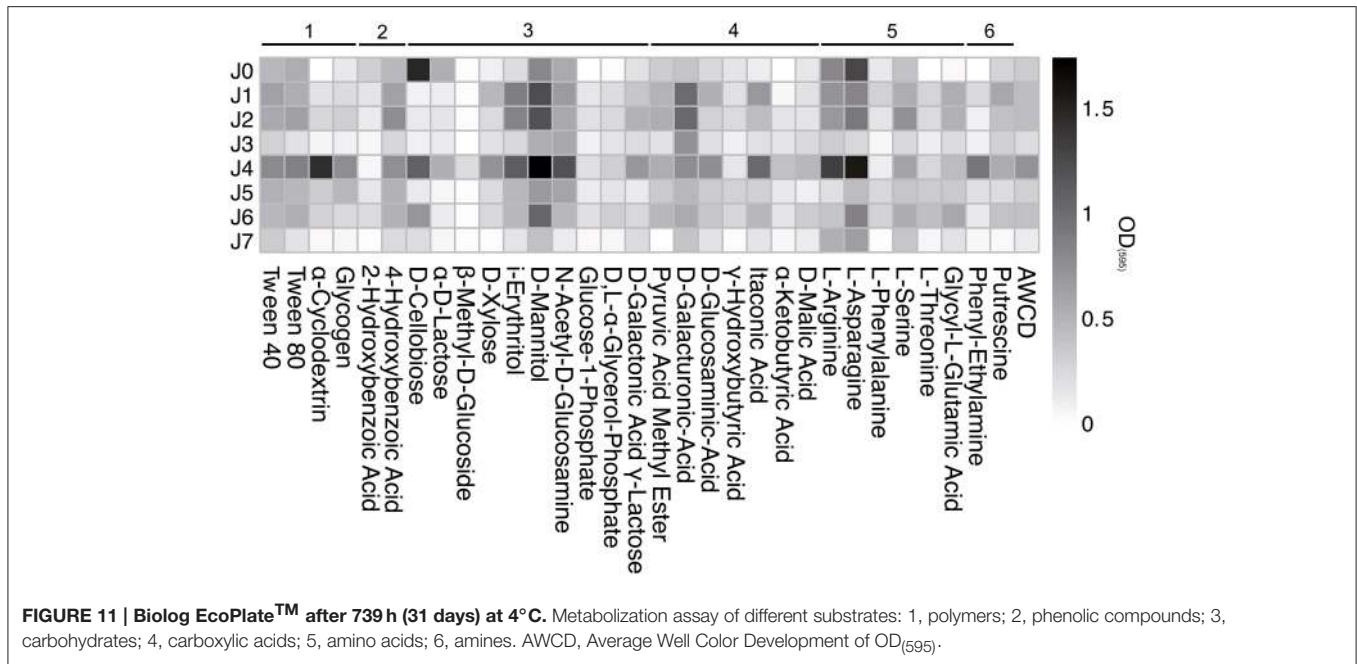 1 2 3 4 5 6
J0
J1
J2
J3
J4
J5
J6
J7
Tween 40
Tween 80
α-Cyclodextrin
Glycogen
2-Hydroxybenzoic Acid
4-Hydroxybenzoic Acid
D-Cellobiose
α-D-Lactose
β-Methyl-D-Glucoside
D-Xylose
i-Erythritol
D-Mannitol
N-Acetyl-D-Glucosamine
Glucose-1-Phosphate
D,L-α-Glycerol-Phosphate
D-Galactonic Acid γ-Lactose
Pyruvic Acid Methyl Ester
D-Galacturonic-Acid
D-Glucosaminic-Acid
γ-Hydroxybutyric Acid
Itaconic Acid
α-Ketobutyric Acid
D-Malic Acid
L-Arginine
L-Asparagine
L-Phenylalanine
L-Serine
L-Threonine
Glycyl-L-Glutamic Acid
Phenyl-Ethylamine
Putrescine
AWCD
1.5
1
0.5
0
OD(595)
FIGURE 11 | Biolog EcoPlate™ after 739 h (31 days) at 4°C. Metabolization assay of different substrates: 1, polymers; 2, phenolic compounds; 3,
carbohydrates; 4, carboxylic acids; 5, amino acids; 6, amines. AWCD, Average Well Color Development of OD(595).